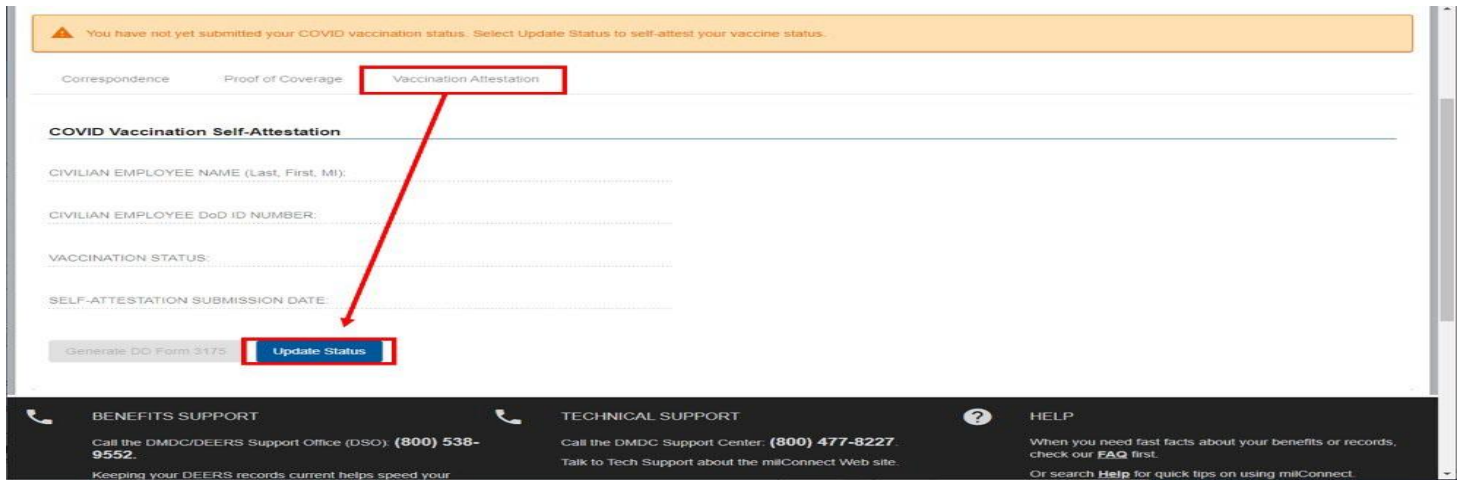 You have not yet submitted your COVID vaccination status. Select Update Status to self-attest your vaccine status.
Correspondence Proof of Coverage Vaccination Attestation
COVID Vaccination Self-Attestation
CIVILIAN EMPLOYEE NAME (Last, First, MI):
CIVILIAN EMPLOYEE DoD ID NUMBER:
VACCINATION STATUS:
SELF-ATTESTATION SUBMISSION DATE:
Generate DD Form 3175 Update Status
BENEFITS SUPPORT
Call the DMDC/DEERS Support Office (DSO): (800) 538-
9552.
Keeping your DEERS records current helps speed your
TECHNICAL SUPPORT
Call the DMDC Support Center: (800) 477-8227.
Talk to Tech Support about the milConnect Web site.
HELP
When you need fast facts about your benefits or records,
check our FAQ first.
Or search Help for quick tips on using milConnect.